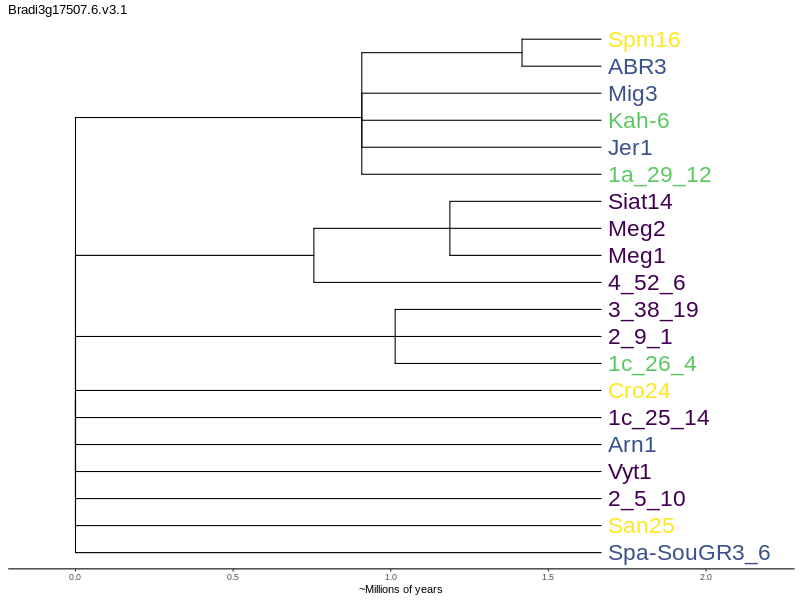 Bradi3g17507.6.v3.1
Spm16
ABR3
Mig3
Kah-6
Jer1
1a_29_12
Siat14
Meg2
Meg1
4_52_6
3_38_19
2_9_1
1c_26_4
Cro24
1c_25_14
Arn1
Vyt1
2_5_10
San25
Spa-SouGR3_6
0.0 0.5 1.0 1.5 2.0
~Millions of years